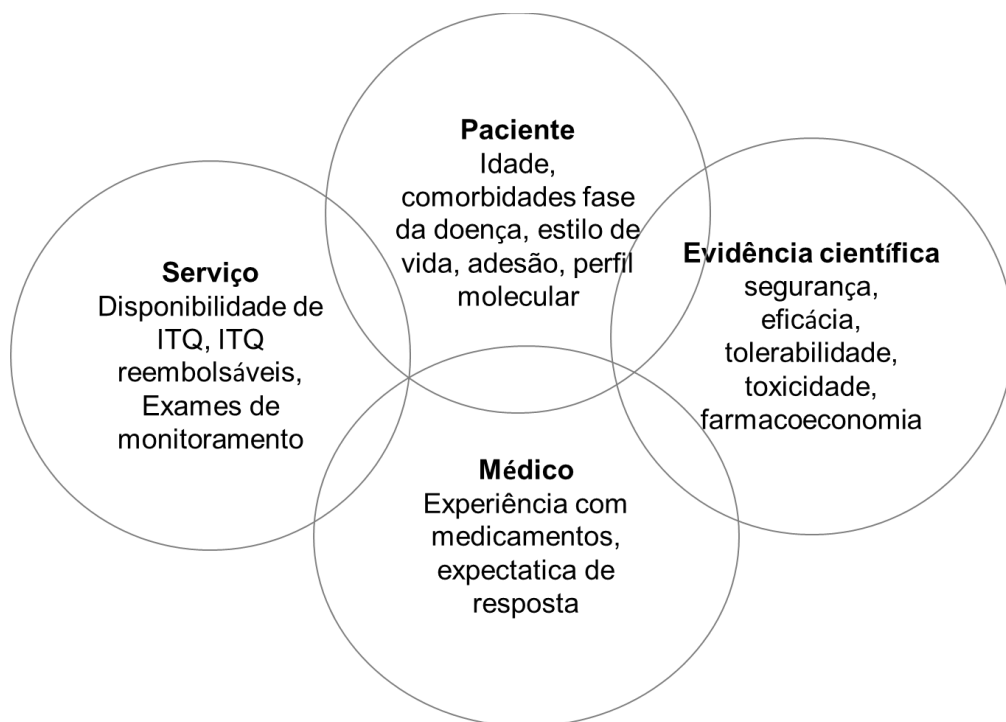 Paciente
Idade,
comorbidades fase
da doença, estilo de
vida, adesão, perfil
molecular
Serviço
Disponibilidade de
ITQ, ITQ
reembolsáveis,
Exames de
monitoramento
Evidência científica
segurança,
eficácia,
tolerabilidade,
toxicidade,
farmacoeconomia
Médico
Experiência com
medicamentos,
expectatica de
resposta